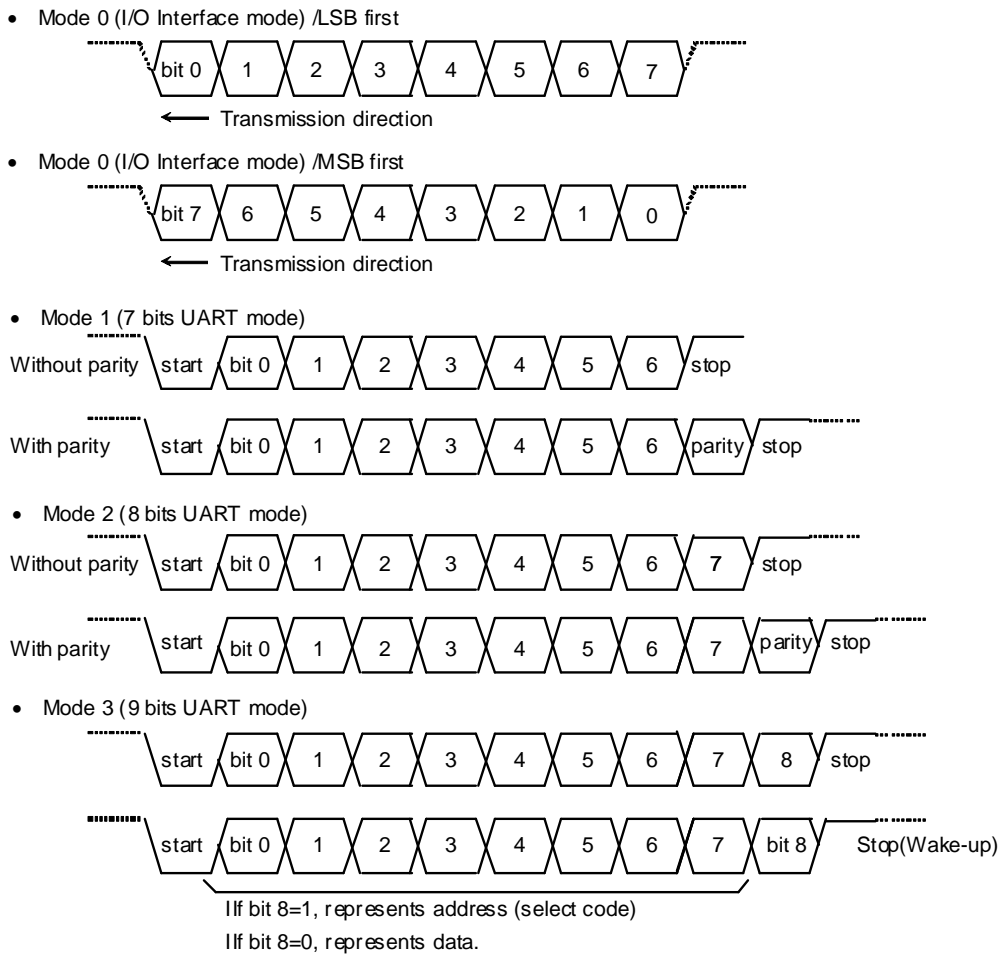 • Mode 0 (I/O Interface mode) /LSB first
bit 0 1 2 3 4 5 6 7
Transmission direction
• Mode 0 (I/O Interface mode) /MSB first
bit 7 6 5 4 3 2 1 0
Transmission direction
• Mode 1 (7 bits UART mode)
Without parity start bit 0 1 2 3 4 5 6 stop
With parity start bit 0 1 2 3 4 5 6 parity stop
• Mode 2 (8 bits UART mode)
Without parity start bit 0 1 2 3 4 5 6 7 stop
With parity start bit 0 1 2 3 4 5 6 7 parity stop
• Mode 3 (9 bits UART mode)
start bit 0 1 2 3 4 5 6 7 8 stop
start bit 0 1 2 3 4 5 6 7 bit 8 Stop(Wake-up)
IIf bit 8=1, represents address (select code)
IIf bit 8=0, represents data.